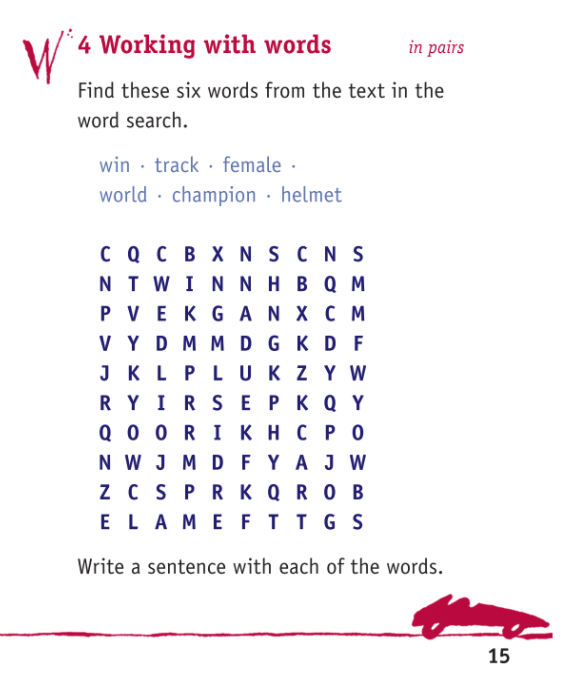 W
4 Working with words in pairs
Find these six words from the text in the
word search.
win · track · female ·
world · champion · helmet
C Q C B X N S C N S
N T W I N N H B Q M
P V E K G A N X C M
V Y D M M D G K D F
J K L P L U K Z Y W
R Y I R S E P K Q Y
Q O O R I K H C P O
N W J M D F Y A J W
Z C S P R K Q R O B
E L A M E F T T G S
Write a sentence with each of the words.
15